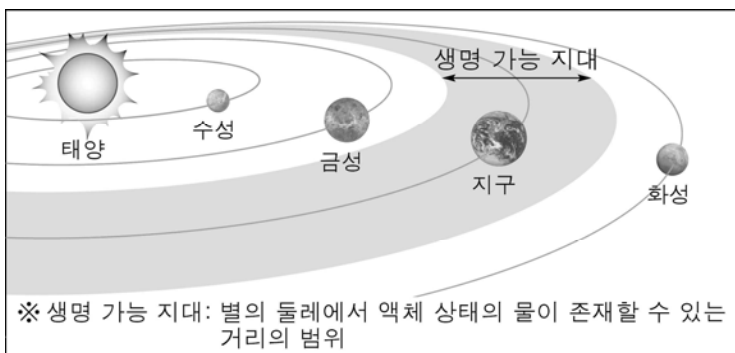 생명 가능 지대
태양
수성
금성
지구
화성
※ 생명 가능 지대: 별의 둘레에서 액체 상태의 물이 존재할 수 있는
거리의 범위